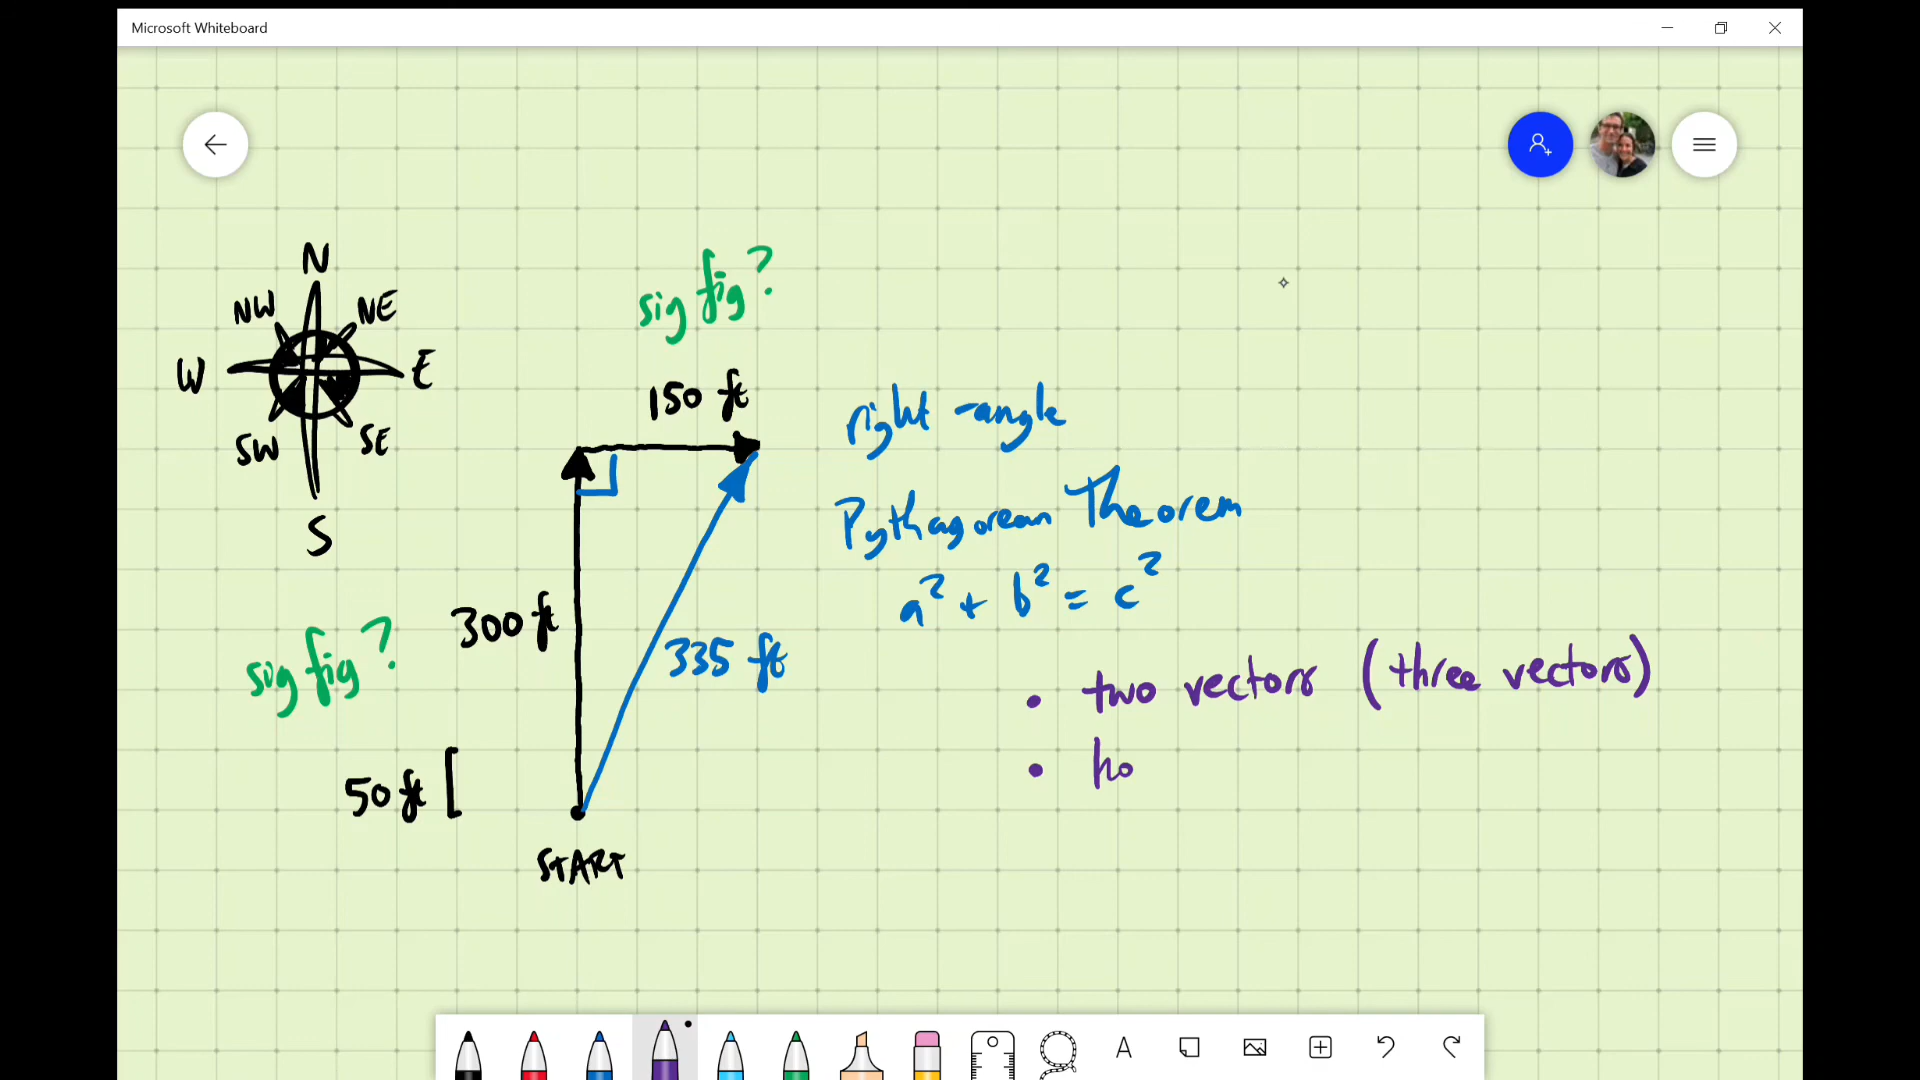 Microsoft Whiteboard
N
NW NE
W E
SW SE
S
sig fig?
150 ft
right-angle
Pythagorean Theorem
a² + b² = c²
300 ft
sig fig?
335 ft
• two vectors (three vectors)
• ho
50 ft
START
A